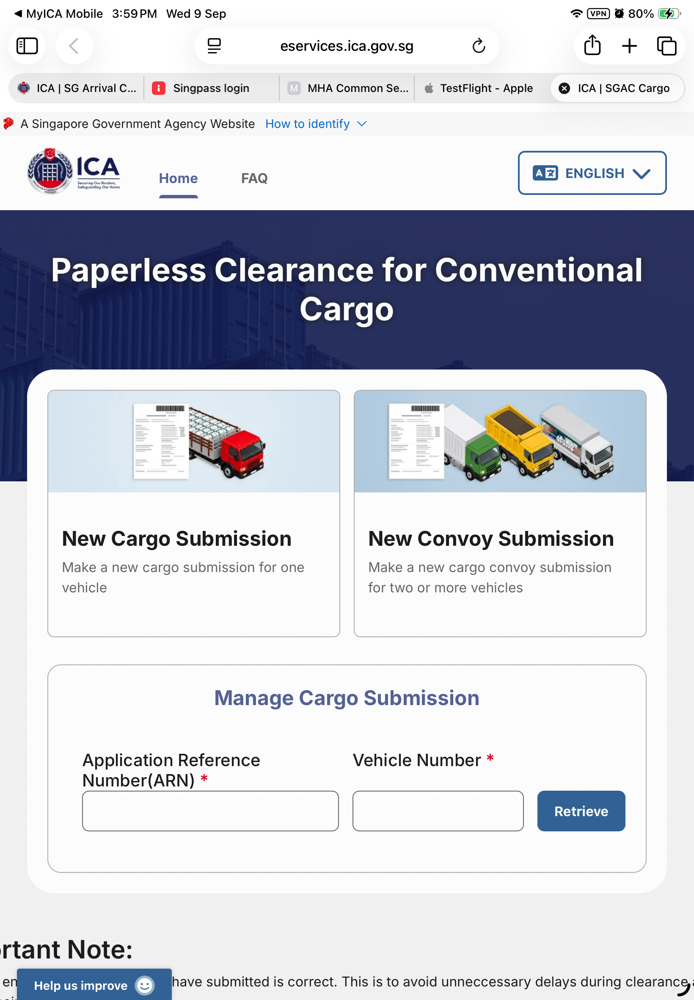 MyICA Mobile 3:59 PM Wed 9 Sep
VPN 80%
eservices.ica.gov.sg
ICA | SG Arrival C...
Singpass login
M MHA Common Se...
TestFlight - Apple
ICA | SGAC Cargo
A Singapore Government Agency Website How to identify
ICA
Securing Our Borders,
Safeguarding Our Home
Home
FAQ
A 文 ENGLISH
Paperless Clearance for Conventional
Cargo
New Cargo Submission
Make a new cargo submission for one
vehicle
New Convoy Submission
Make a new cargo convoy submission
for two or more vehicles
Manage Cargo Submission
Application Reference
Number(ARN) *
Vehicle Number *
Retrieve
rtant Note:
en
have submitted is correct. This is to avoid unneccessary delays during clearance
Help us improve